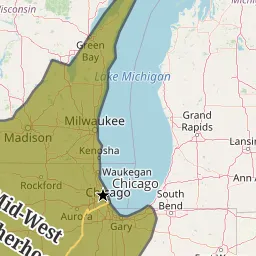 Wisconsin
Green
Bay
Lake Michigan
Milwaukee
Madison
Grand
Rapids
Kenosha
Lansin
Waukegan
Chicago
Rockford
Chicago
Ann A
South
Bend
Aurora
Gary
Mid-West
therho